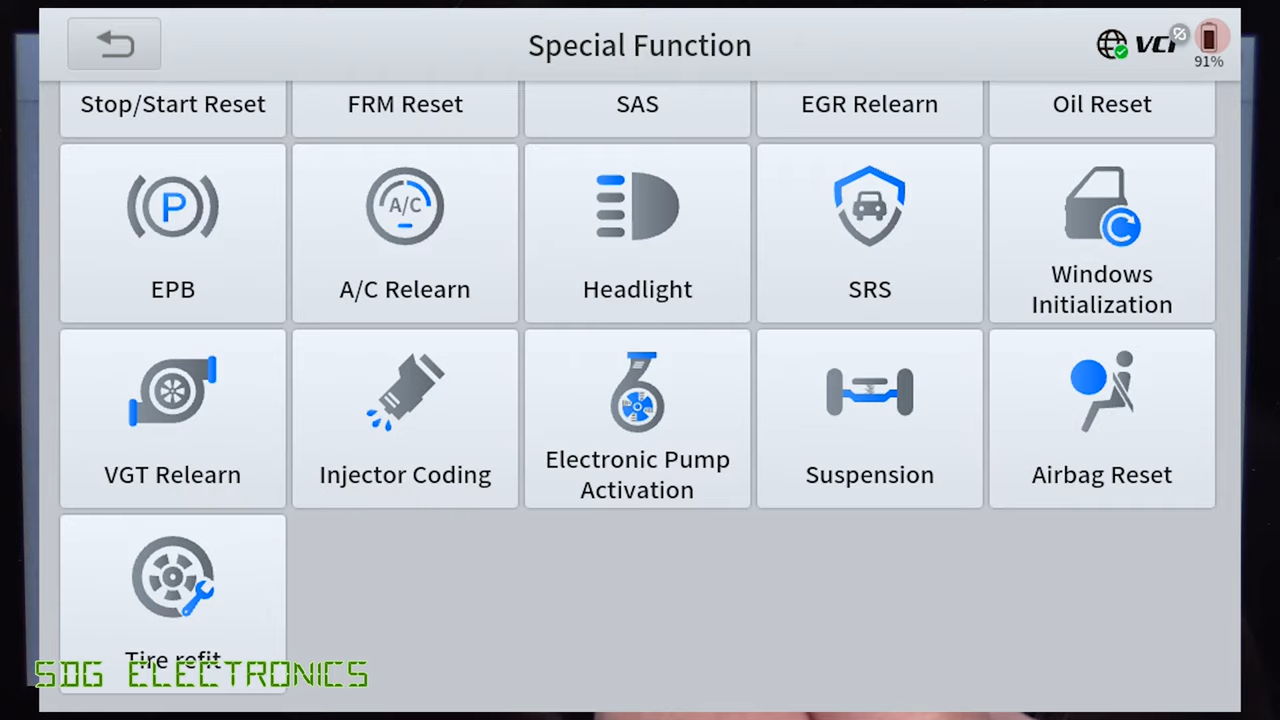 Special Function
VCI
91%
Stop/Start Reset
FRM Reset
SAS
EGR Relearn
Oil Reset
P
EPB
A/C
A/C Relearn
Headlight
SRS
Windows
Initialization
VGT Relearn
Injector Coding
Electronic Pump
Activation
Suspension
Airbag Reset
Tire refit
SDG ELECTRONICS